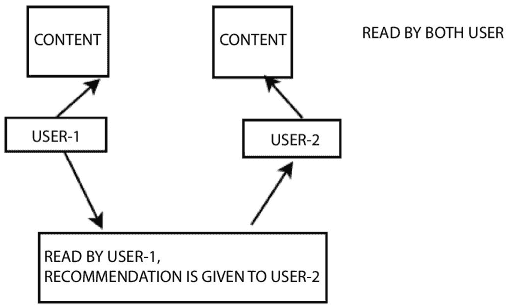 CONTENT
CONTENT
READ BY BOTH USER
USER-1
USER-2
READ BY USER-1,
RECOMMENDATION IS GIVEN TO USER-2